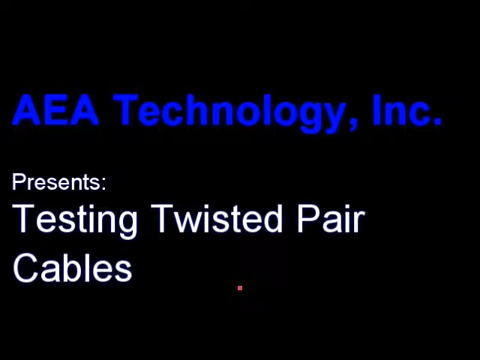 AEA Technology, Inc.
Presents:
Testing Twisted Pair
Cables